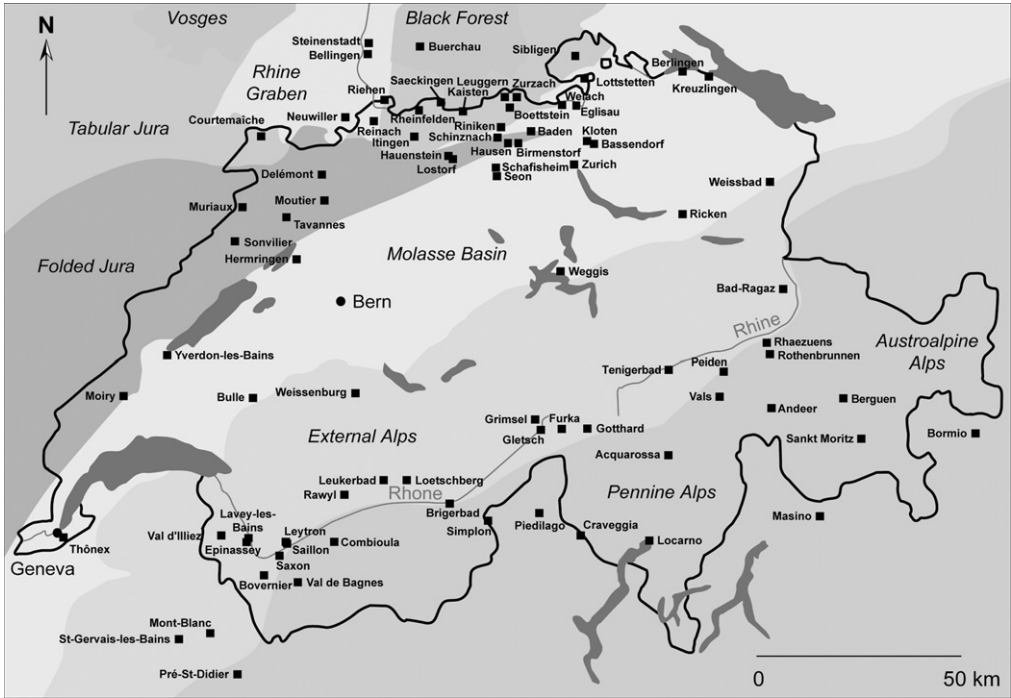 Vosges
Black Forest
N
Steinenstadt
Bellingen
Buerchau
Sibligen
Berlingen
Rhine
Graben
Riehen
Saeckingen
Leuggern
Zurzach
Kaisten
Lottstetten
Kreuzlingen
Weiach
Eglisau
Tabular Jura
Courtemaîche
Neuwiller
Rheinfelden
Boettstein
Reinach
Itingen
Riniken
Schinznach
Baden
Kloten
Bassendorf
Hauenstein
Hausen
Birmenstorf
Lostorf
Schafisheim
Seon
Zurich
Delémont
Weissbad
Muriaux
Moutier
Tavannes
Ricken
Sonvilier
Hermringen
Molasse Basin
Folded Jura
Weggis
Bern
Bad-Ragaz
Rhine
Yverdon-les-Bains
Rhaezuens
Rothenbrunnen
Austroalpine
Alps
Tenigerbad
Peiden
Moiry
Bulle
Weissenburg
Vals
Andeer
Berguen
Grimsel
Furka
Gletsch
Gotthard
Sankt Moritz
Bormio
External Alps
Acquarossa
Leukerbad
Loetschberg
Rawyl
Rhone
Brigerbad
Pennine Alps
Simplon
Piedilago
Craveggia
Masino
Lavey-les-
Bains
Val d'Illiez
Epinassey
Leytron
Saillon
Combioula
Locarno
Thônex
Geneva
Saxon
Bovernier
Val de Bagnes
Mont-Blanc
St-Gervais-les-Bains
Pré-St-Didier
0
50 km